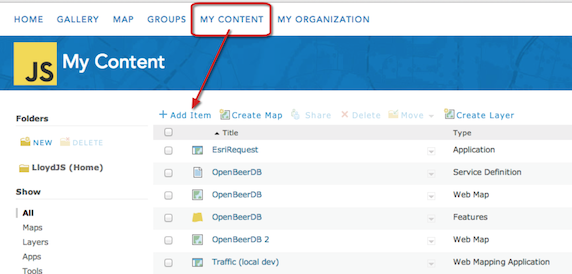 HOME GALLERY MAP GROUPS MY CONTENT MY ORGANIZATION
JS My Content
Folders
NEW DELETE
LloydJS (Home)
Show
All
Maps
Layers
Apps
Tools
Add Item Create Map Share Delete Move Create Layer
Title Type
EsriRequest Application
OpenBeerDB Service Definition
OpenBeerDB Web Map
OpenBeerDB Features
OpenBeerDB 2 Web Map
Traffic (local dev) Web Mapping Application